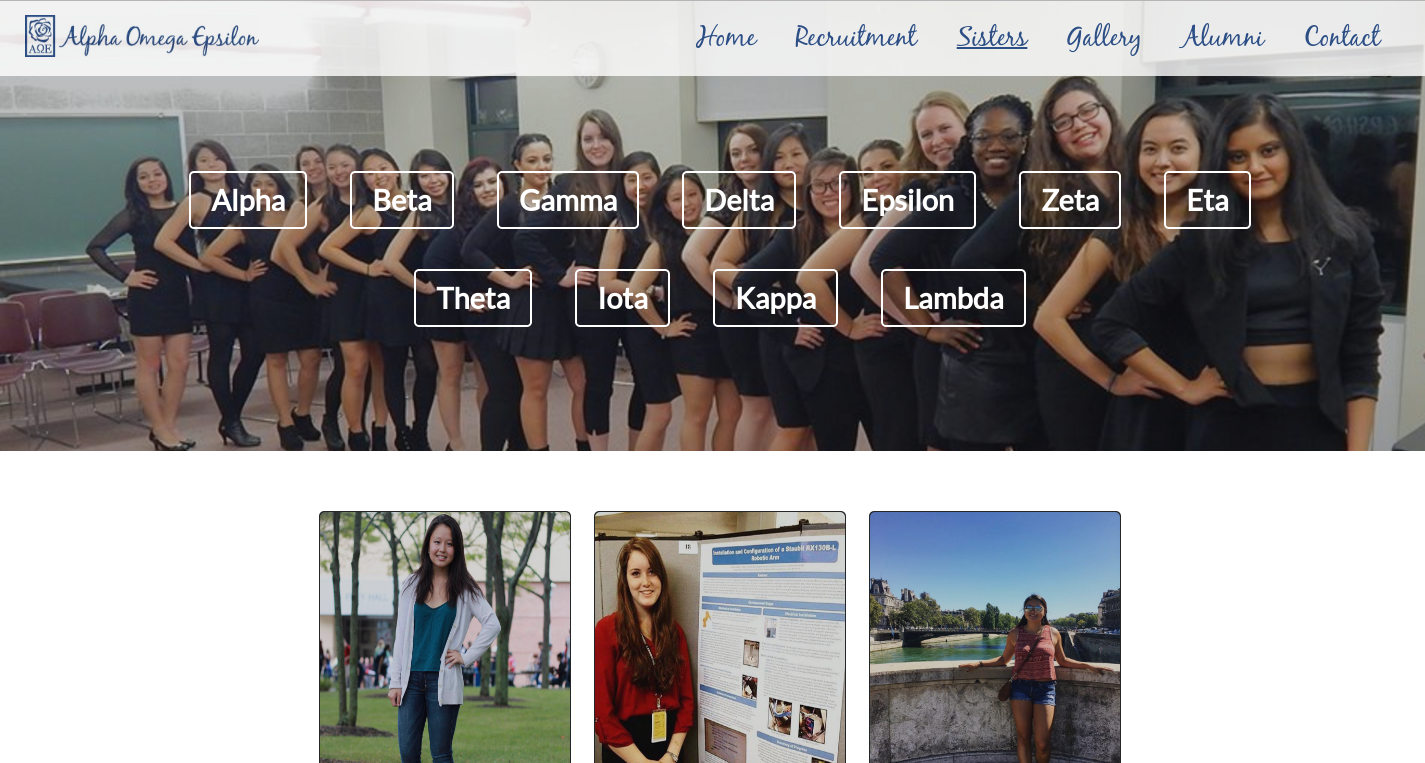 ΑΩΕ Alpha Omega Epsilon
Home Recruitment Sisters Gallery Alumni Contact
Alpha Beta Gamma Delta Epsilon Zeta Eta
Theta Iota Kappa Lambda
Installation and Configuration of a Staubli RX130B-L
Robotic Arm